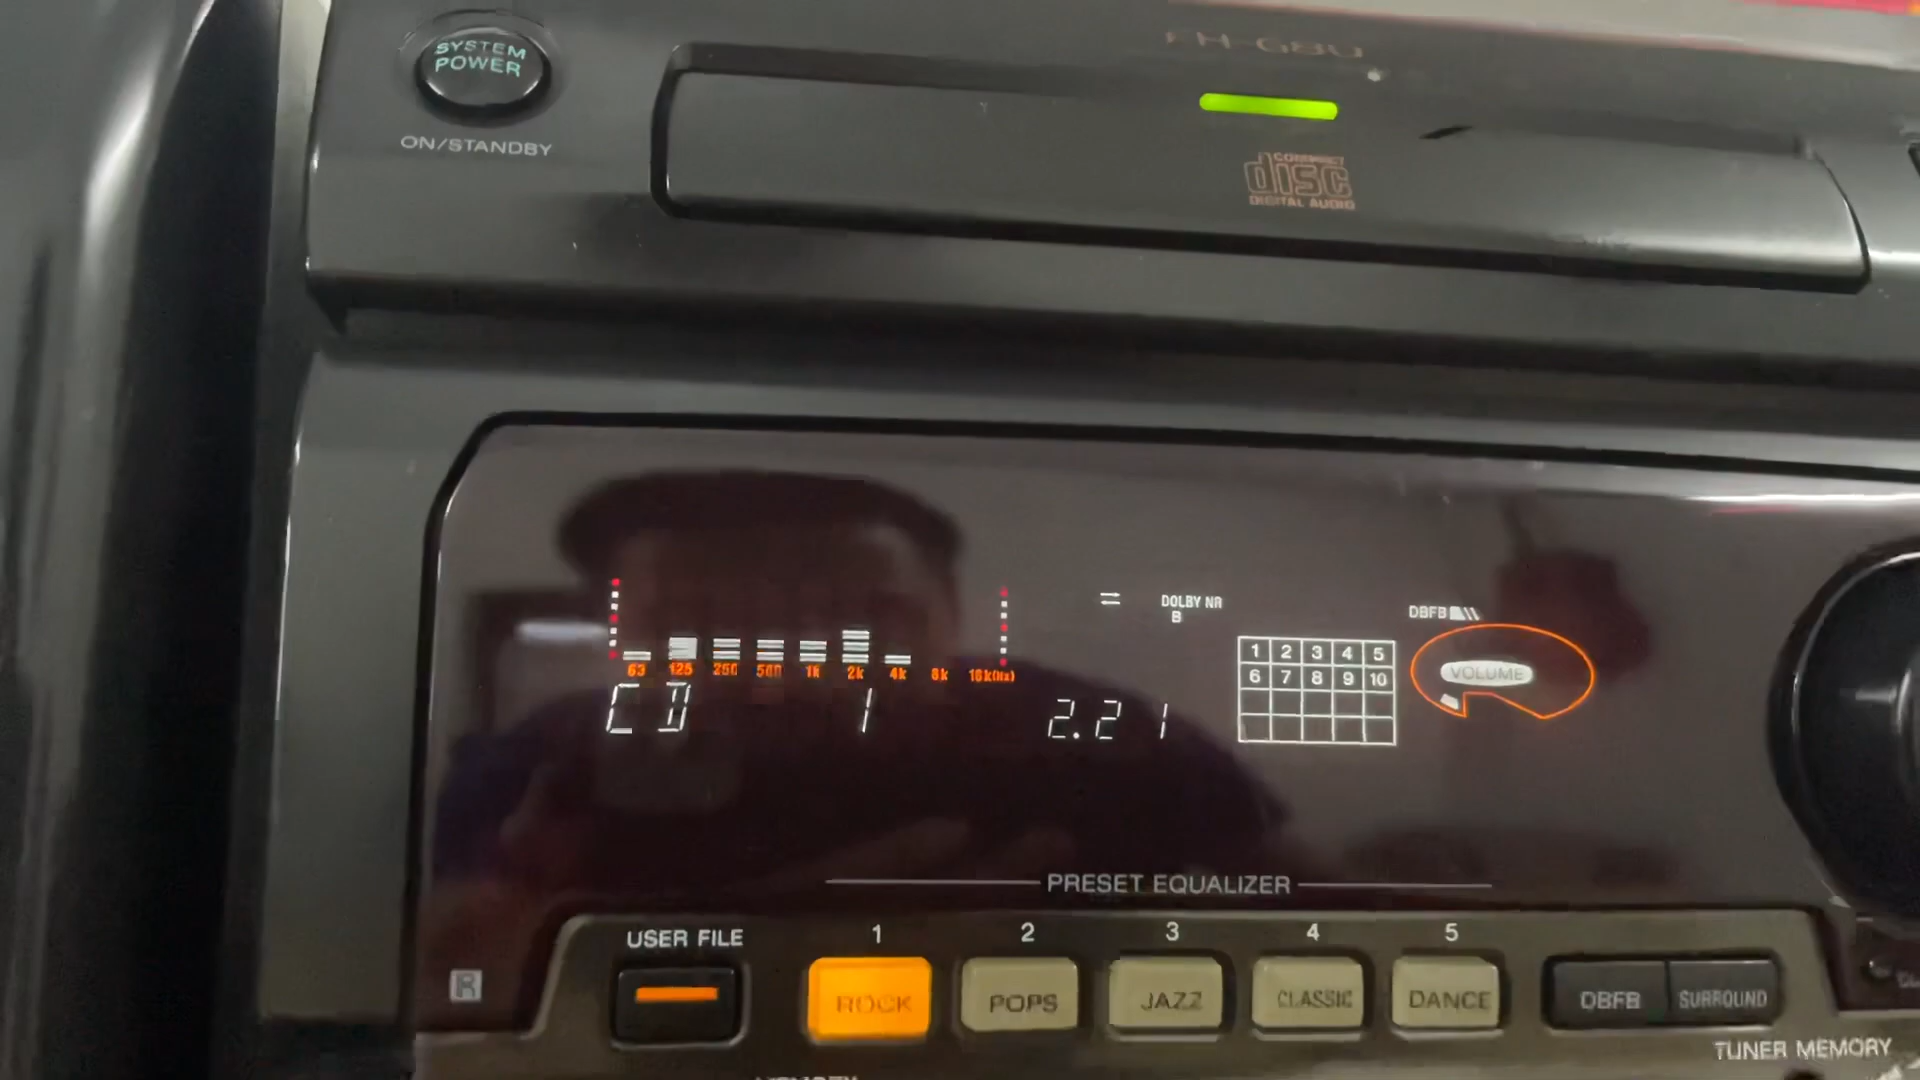 SYSTEM
POWER
ON/STANDBY
FH-G80
COMPACT
disc
DIGITAL AUDIO
DOLBY NR
B
DBFB
63 125 250 500 1k 2k 4k 8k 16k(Hz)
1 2 3 4 5
6 7 8 9 10
VOLUME
CD 1 2.21
PRESET EQUALIZER
USER FILE 1 2 3 4 5
R
ROCK POPS JAZZ CLASSIC DANCE DBFB SURROUND
TUNER MEMORY